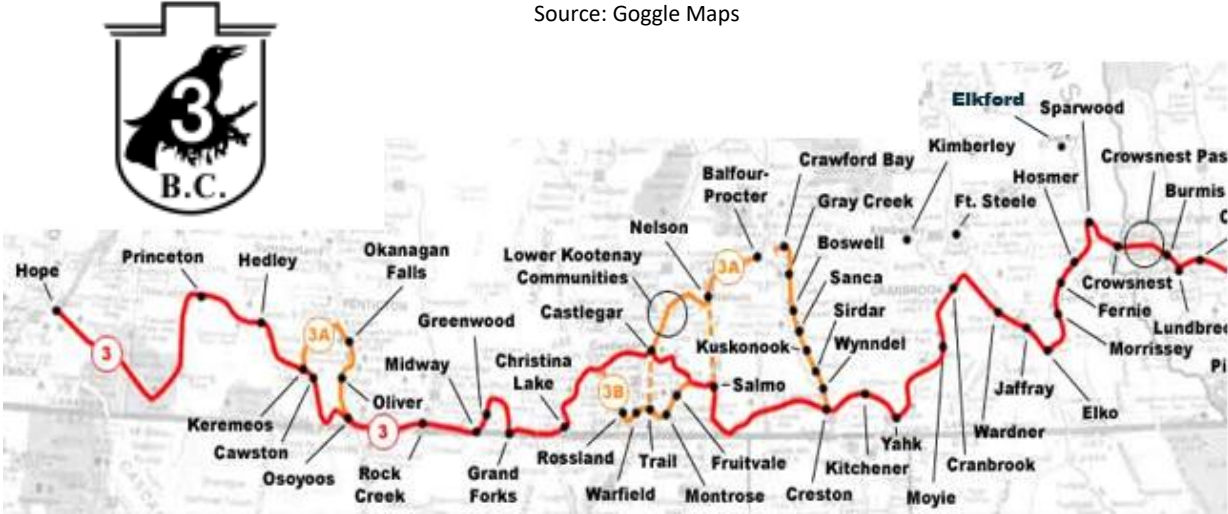 Source: Goggle Maps
3
B.C.
Elkford
Sparwood
Kimberley
Crowsnest Pas
Balfour-
Procter
Crawford Bay
Hosmer
Burmis
Ft. Steele
Gray Creek
Nelson
Okanagan
Falls
Princeton
Hedley
Boswell
Lower Kootenay
Communities
3A
Hope
Sanca
Crowsnest
Castlegar
Sirdar
Fernie
Greenwood
Lundbre
3A
Kuskonook
Wynndel
Morrissey
3
Midway
Christina
Lake
Salmo
Pi
Jaffray
3B
Oliver
Elko
Keremeos
3
Cawston
Yahk
Wardner
Osoyoos
Rock
Creek
Grand
Forks
Rossland
Trail
Fruitvale
Kitchener
Cranbrook
Warfield
Montrose
Creston
Moyie